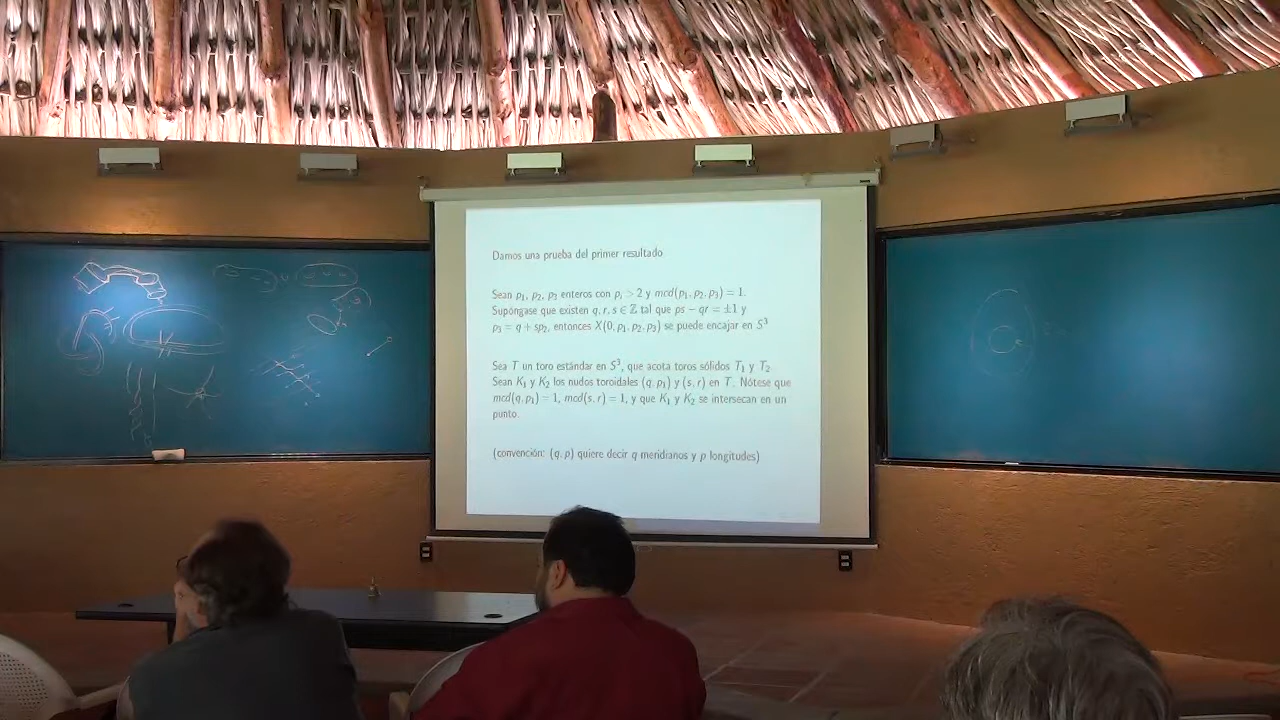 Damos una prueba del primer resultado
Sean p₁, p₂, p₂ enteros con pᵢ > 2 y mcd(p₁, p₂, p₃) = 1.
Supóngase que existen q, r, s ∈ ℤ tal que ps − qr = ±1 y
p₃ = q + sp₂, entonces X(0, p₁, p₂, p₃) se puede encajar en S³
Sea T un toro estándar en S³, que acota toros sólidos T₁ y T₂
Sean K₁ y K₂ los nudos toroidales (q, p₁) y (s, r) en T. Nótese que
mcd(q, p₁) = 1, mcd(s, r) = 1, y que K₁ y K₂ se intersecan en un
punto.
(convención: (q, p) quiere decir q meridianos y p longitudes)